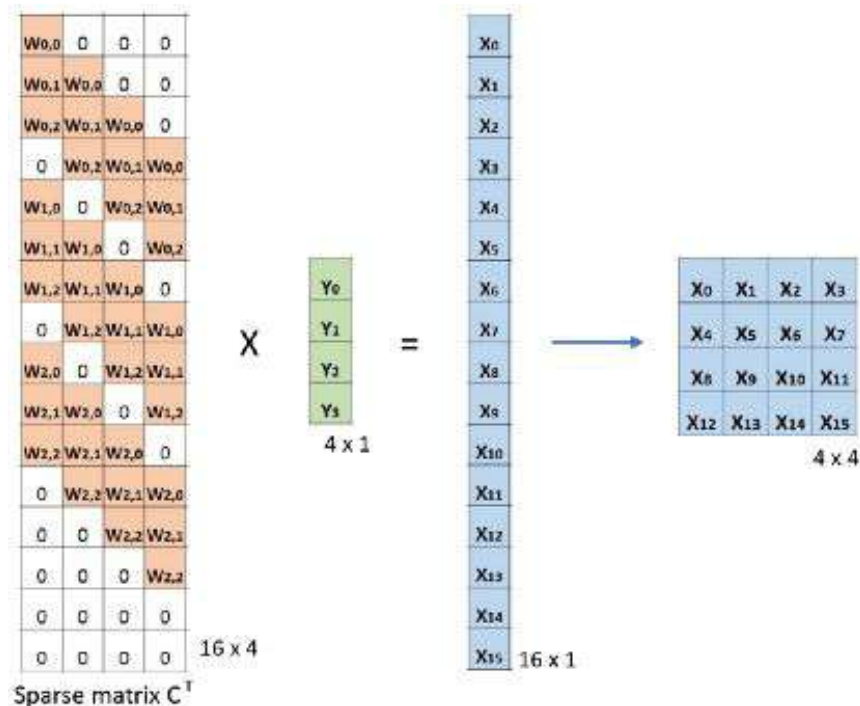 W0,0 0 0 0
W0,1 W0,0 0 0
W0,2 W0,1 W0,0 0
0 W0,2 W0,1 W0,0
W1,0 0 W0,2 W0,1
W1,1 W1,0 0 W0,2
W1,2 W1,1 W1,0 0
0 W1,2 W1,1 W1,0
W2,0 0 W1,2 W1,1
W2,1 W2,0 0 W1,2
W2,2 W2,1 W2,0 0
0 W2,2 W2,1 W2,0
0 0 W2,2 W2,1
0 0 0 W2,2
0 0 0 0
0 0 0 0
16 x 4
Sparse matrix C^T
X
Y0
Y1
Y2
Y3
4 x 1
=
X0
X1
X2
X3
X4
X5
X6
X7
X8
X9
X10
X11
X12
X13
X14
X15
16 x 1
X0 X1 X2 X3
X4 X5 X6 X7
X8 X9 X10 X11
X12 X13 X14 X15
4 x 4